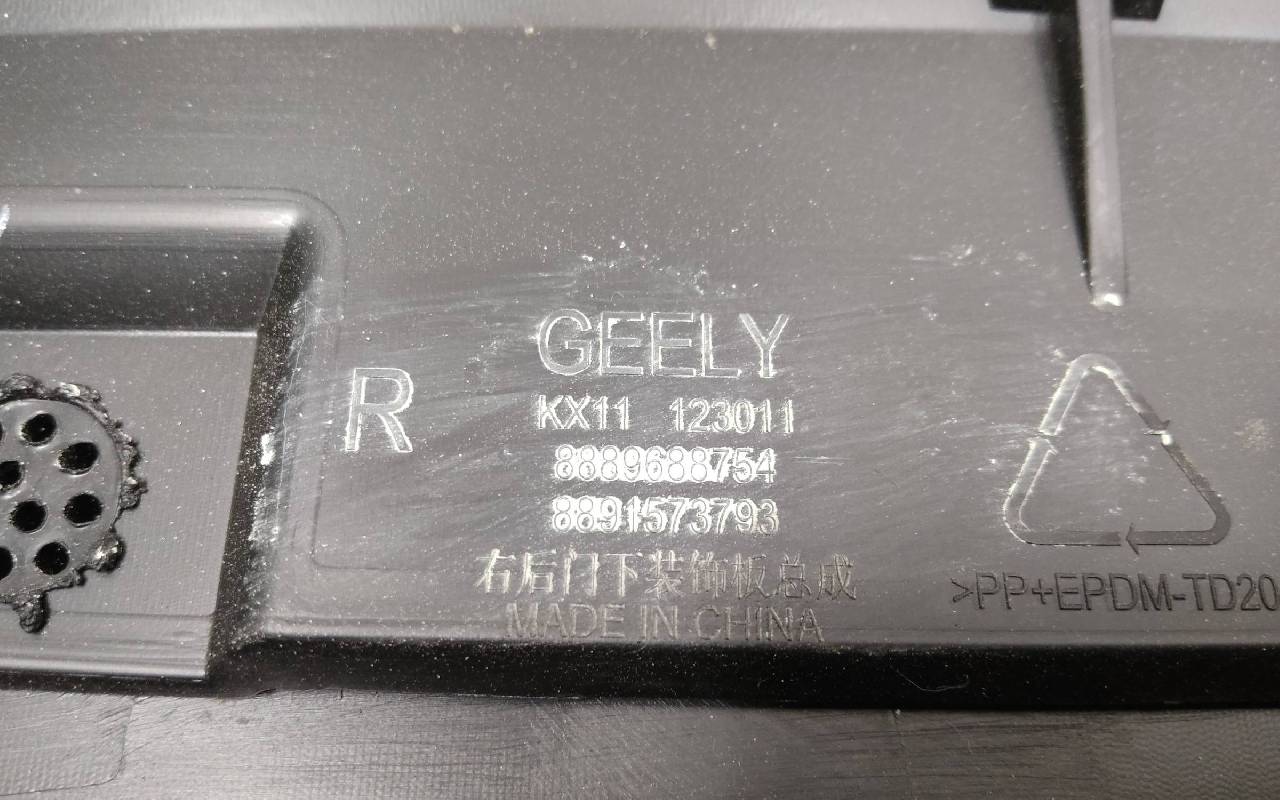 GEELY
R
KX11 123011
8889688754
8891573793
右后门下装饰板总成
MADE IN CHINA
>PP+EPDM-TD20